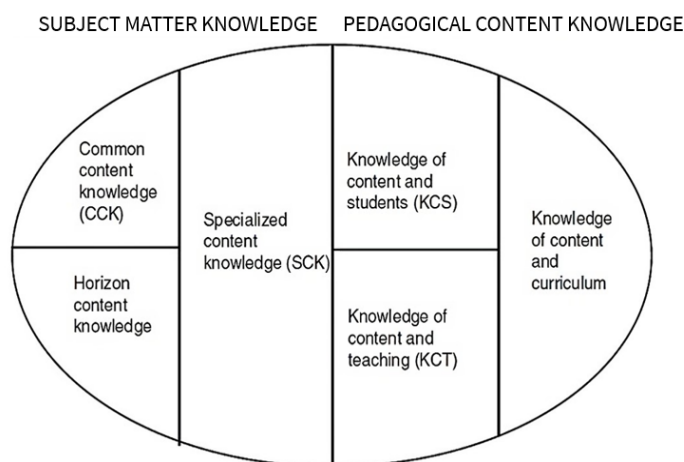 SUBJECT MATTER KNOWLEDGE
PEDAGOGICAL CONTENT KNOWLEDGE
Common
content
knowledge
(CCK)
Horizon
content
knowledge
Specialized
content
knowledge (SCK)
Knowledge of
content and
students (KCS)
Knowledge of
content and
teaching (KCT)
Knowledge
of content
and
curriculum